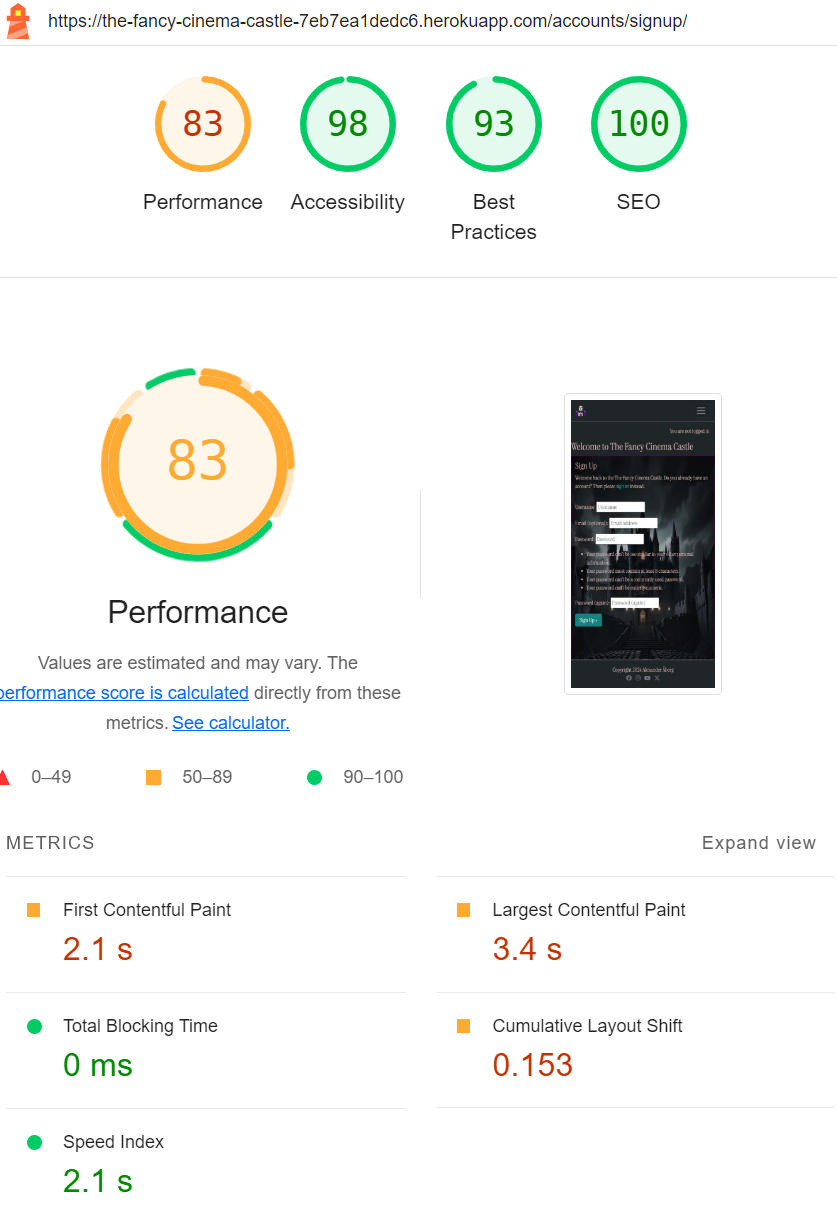 https://the-fancy-cinema-castle-7eb7ea1dedc6.herokuapp.com/accounts/signup/
83
98
93
100
Performance
Accessibility
Best
Practices
SEO
83
Performance
Values are estimated and may vary. The
performance score is calculated directly from these
metrics. See calculator.
0–49
50–89
90–100
You are not logged in
Welcome to The Fancy Cinema Castle
Sign Up
Welcome back to the The Fancy Cinema Castle. Do you already have an
account? Then please sign in instead.
Username: Username
Email (optional): Email address
Password: Password
Your password can't be too similar to your other personal
information.
Your password must contain at least 8 characters.
Your password can't be a commonly used password.
Your password can't be entirely numeric.
Password (again): Password (again)
Sign Up »
Copyright 2024 Alexander Åberg
METRICS
Expand view
First Contentful Paint
2.1 s
Largest Contentful Paint
3.4 s
Total Blocking Time
0 ms
Cumulative Layout Shift
0.153
Speed Index
2.1 s